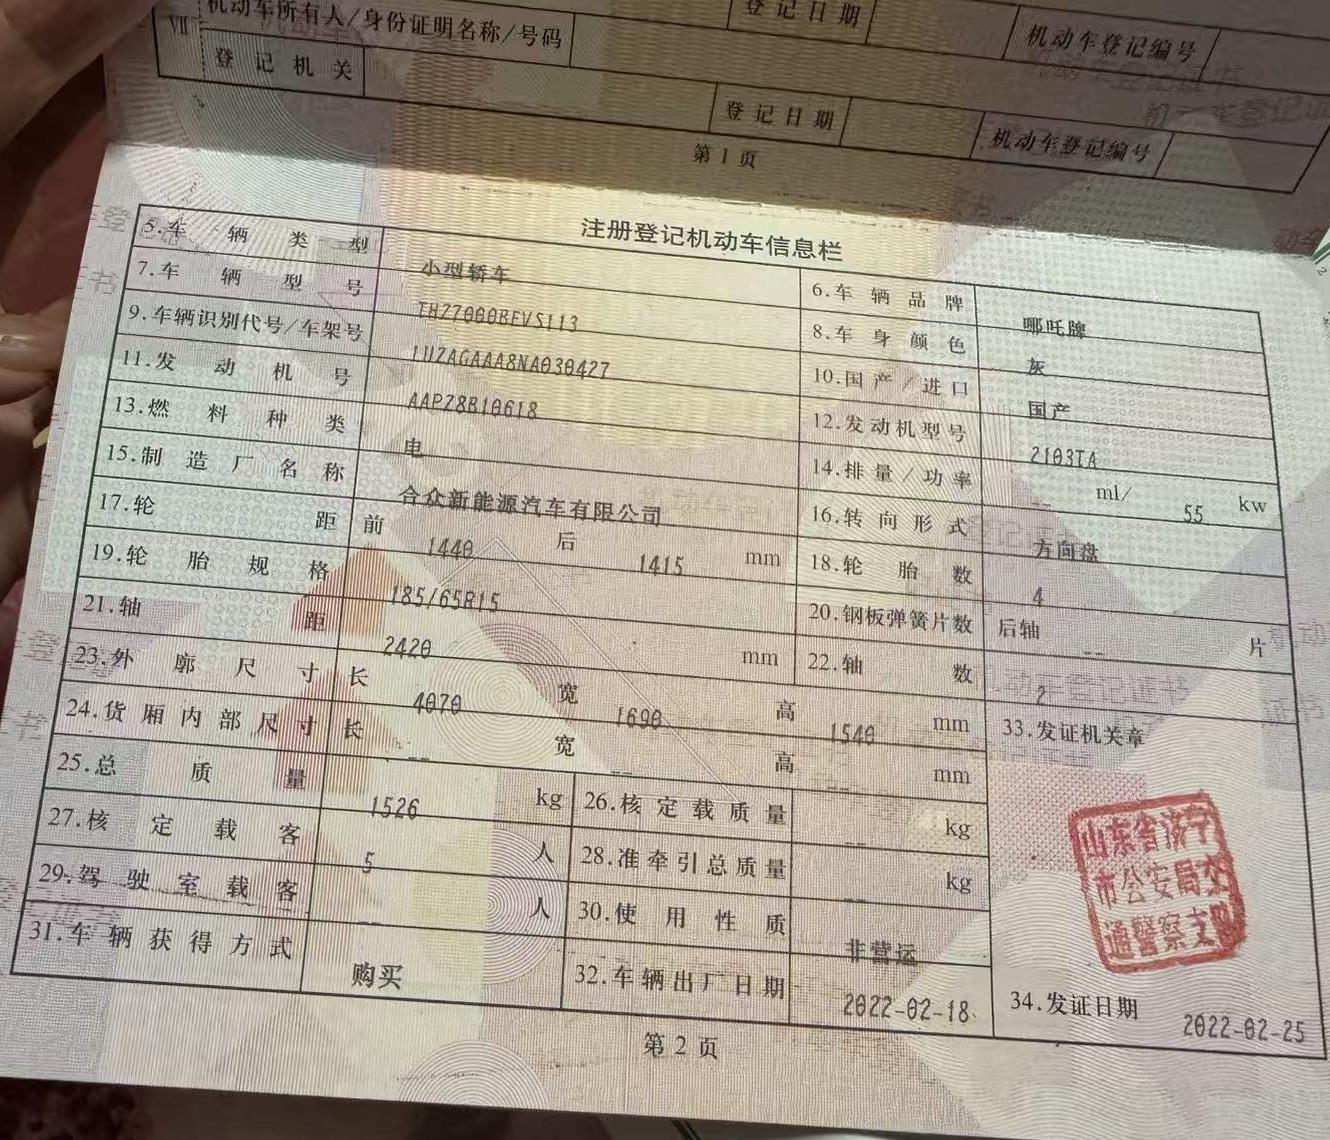 VII 机动车所有人/身份证明名称/号码
登记机关 登记日期 机动车登记编号
登记日期 机动车登记编号
第1页
注册登记机动车信息栏
5.车辆类型 小型轿车 6.车辆品牌 哪吒牌
7.车辆型号 THZ7000BEVS113 8.车身颜色 灰
9.车辆识别代号/车架号 LUZAGAAA8NA030427 10.国产/进口 国产
11.发动机号 AAPZ8B10618 12.发动机型号 2103TA
13.燃料种类 电 14.排量/功率 -- ml/ 55 kw
15.制造厂名称 合众新能源汽车有限公司 16.转向形式 方向盘
17.轮距 前 1440 后 1415 mm 18.轮胎数 4
19.轮胎规格 185/65R15 20.钢板弹簧片数 后轴 -- 片
21.轴距 2420 mm 22.轴数 2
23.外廓尺寸 长 4070 宽 1690 高 1540 mm 33.发证机关章
24.货厢内部尺寸 长 -- 宽 -- 高 -- mm
25.总质量 1526 kg 26.核定载质量 -- kg
27.核定载客 5 人 28.准牵引总质量 -- kg
29.驾驶室载客 -- 人 30.使用性质 非营运
31.车辆获得方式 购买 32.车辆出厂日期 2022-02-18
山东省济宁
市公安局交
通警察支队
34.发证日期 2022-02-25
第2页